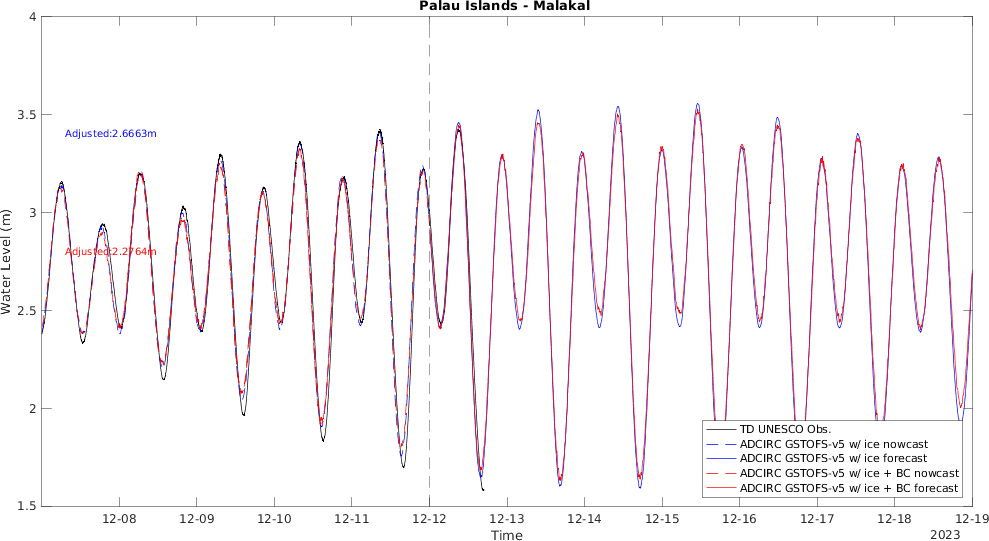 Palau Islands - Malakal
4
3.5
3
2.5
2
1.5
Water Level (m)
Adjusted:2.6663m
Adjusted:2.2764m
TD UNESCO Obs.
ADCIRC GSTOFS-v5 w/ ice nowcast
ADCIRC GSTOFS-v5 w/ ice forecast
ADCIRC GSTOFS-v5 w/ ice + BC nowcast
ADCIRC GSTOFS-v5 w/ ice + BC forecast
12-08 12-09 12-10 12-11 12-12 12-13 12-14 12-15 12-16 12-17 12-18 12-19
Time
2023